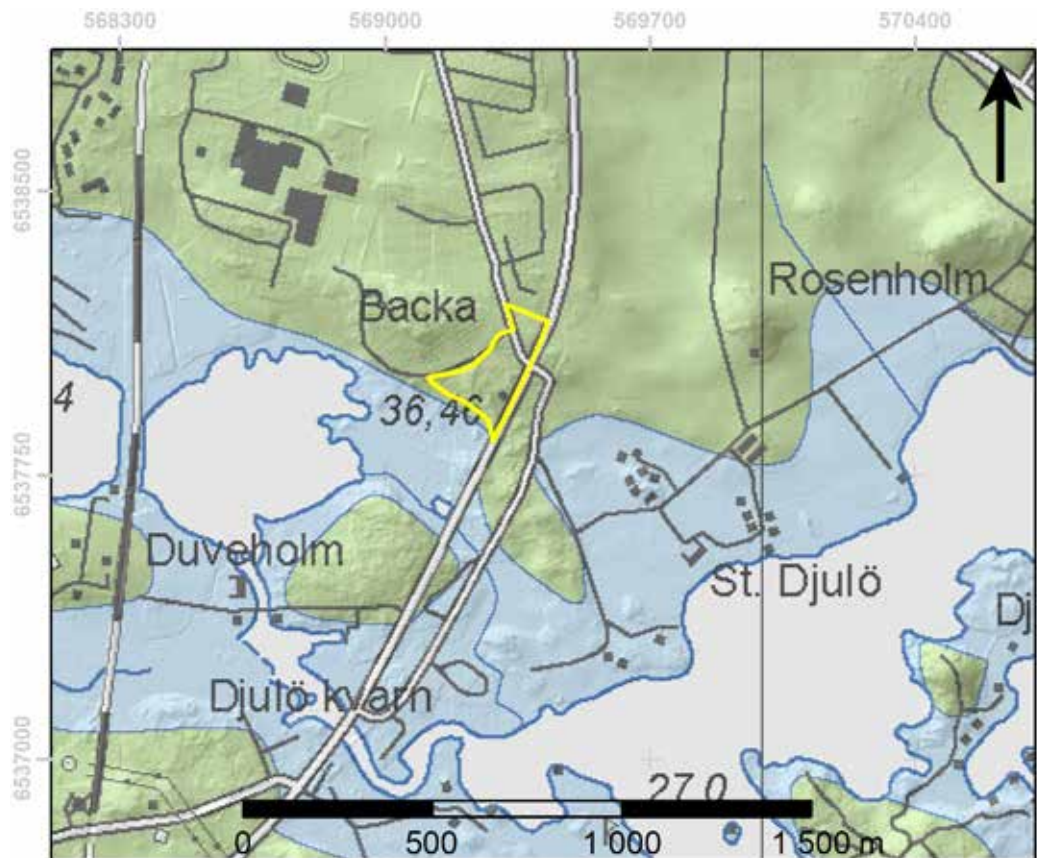 568300 569000 569700 570400
6538500
Rosenholm
Backa
4
36,46
6537750
Duveholm
St. Djulö
Dj
Djulö kvarn
6537000
27,0
0 500 1 000 1 500 m